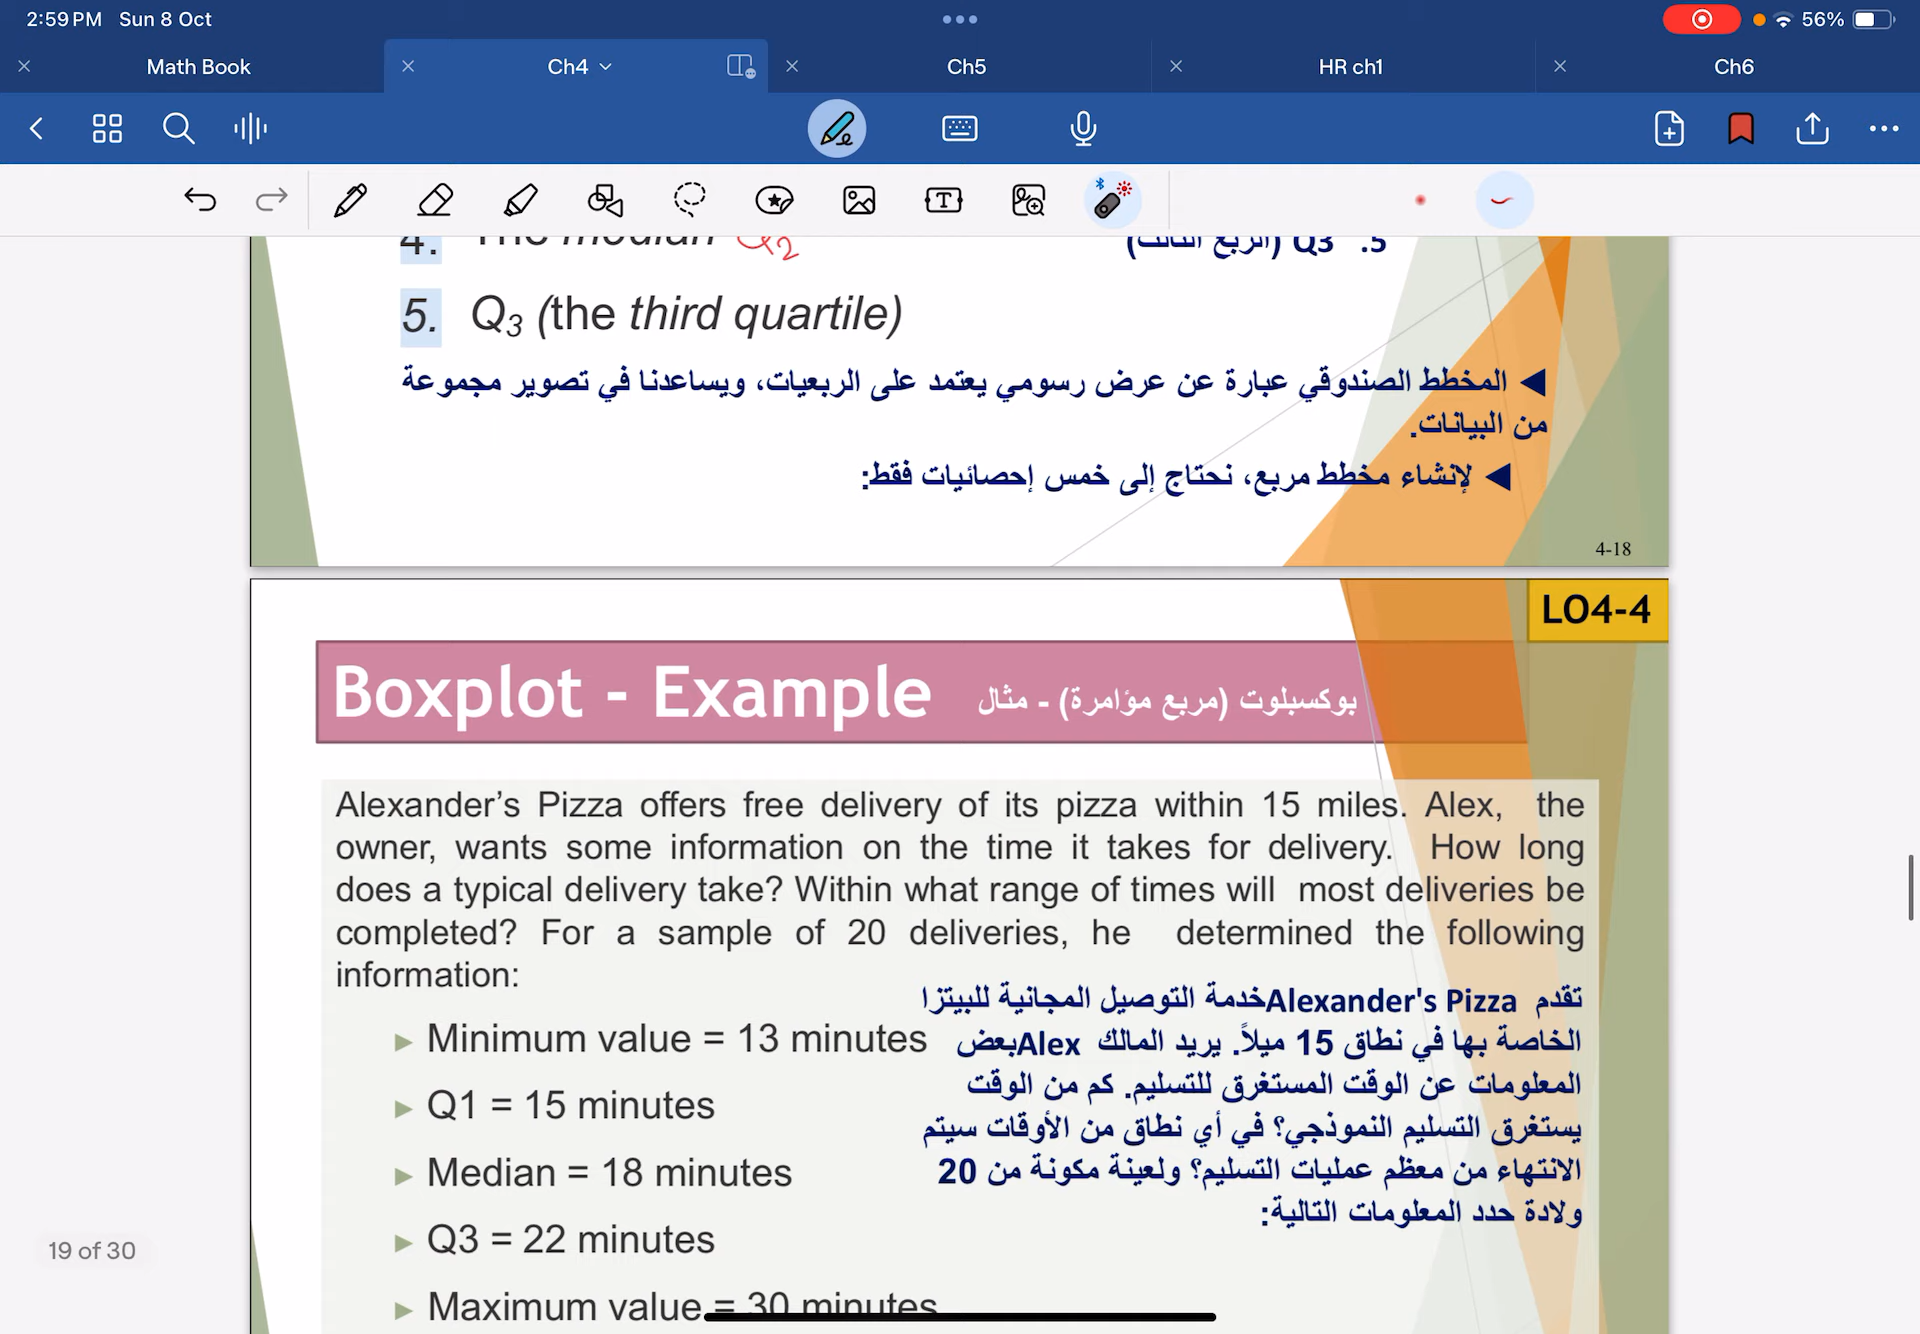 2:59 PM Sun 8 Oct
56%
Math Book
Ch4
Ch5
HR ch1
Ch6
4. The median Q2
5. Q3 (الربع الثالث)
5. Q3 (the third quartile)
المخطط الصندوقي عبارة عن عرض رسومي يعتمد على الربعيات، ويساعدنا في تصوير مجموعة
من البيانات.
لإنشاء مخطط مربع، نحتاج إلى خمس إحصائيات فقط:
4-18
LO4-4
Boxplot - Example بوكسبلوت (مربع مؤامرة) - مثال
Alexander’s Pizza offers free delivery of its pizza within 15 miles. Alex, the
owner, wants some information on the time it takes for delivery. How long
does a typical delivery take? Within what range of times will most deliveries be
completed? For a sample of 20 deliveries, he determined the following
information:
تقدم Alexander's Pizza خدمة التوصيل المجانية للبيتزا
الخاصة بها في نطاق 15 ميلاً. يريد المالك Alex بعض
المعلومات عن الوقت المستغرق للتسليم. كم من الوقت
يستغرق التسليم النموذجي؟ في أي نطاق من الأوقات سيتم
الانتهاء من معظم عمليات التسليم؟ ولعينة مكونة من 20
ولادة حدد المعلومات التالية:
Minimum value = 13 minutes
Q1 = 15 minutes
Median = 18 minutes
Q3 = 22 minutes
Maximum value = 30 minutes
19 of 30